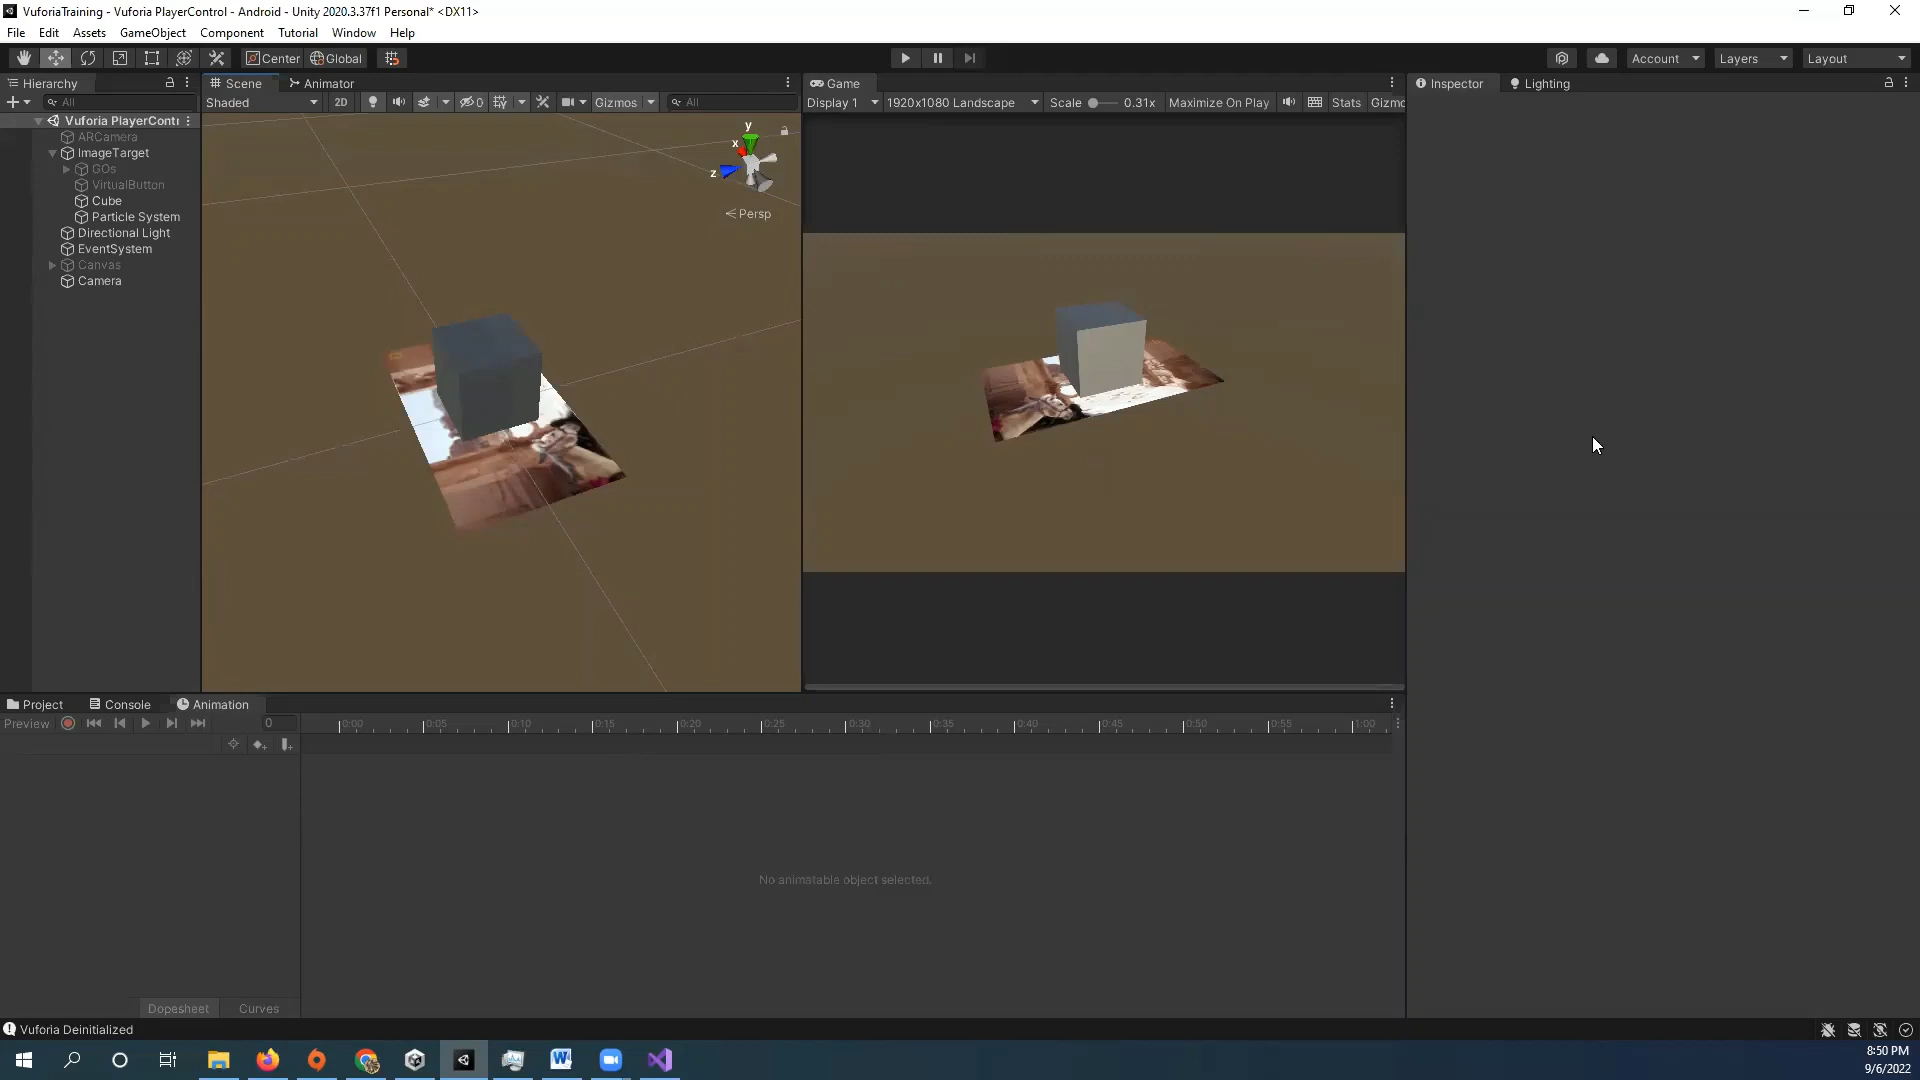 VuforiaTraining - Vuforia PlayerControl - Android - Unity 2020.3.37f1 Personal* <DX11>
File Edit Assets GameObject Component Tutorial Window Help
Center Global Account Layers Layout
Hierarchy Scene Animator Game Inspector Lighting
All Shaded 2D 0 Gizmos All Display 1 1920x1080 Landscape Scale 0.31x Maximize On Play Stats Gizmo
Vuforia PlayerContr
ARCamera
ImageTarget
GOs
VirtualButton
Cube
Particle System
Directional Light
EventSystem
Canvas
Camera
y
x
z
Persp
Project Console Animation
Preview 0 0:00 0:05 0:10 0:15 0:20 0:25 0:30 0:35 0:40 0:45 0:50 0:55 1:00
No animatable object selected.
Dopesheet Curves
Vuforia Deinitialized
8:50 PM
9/6/2022